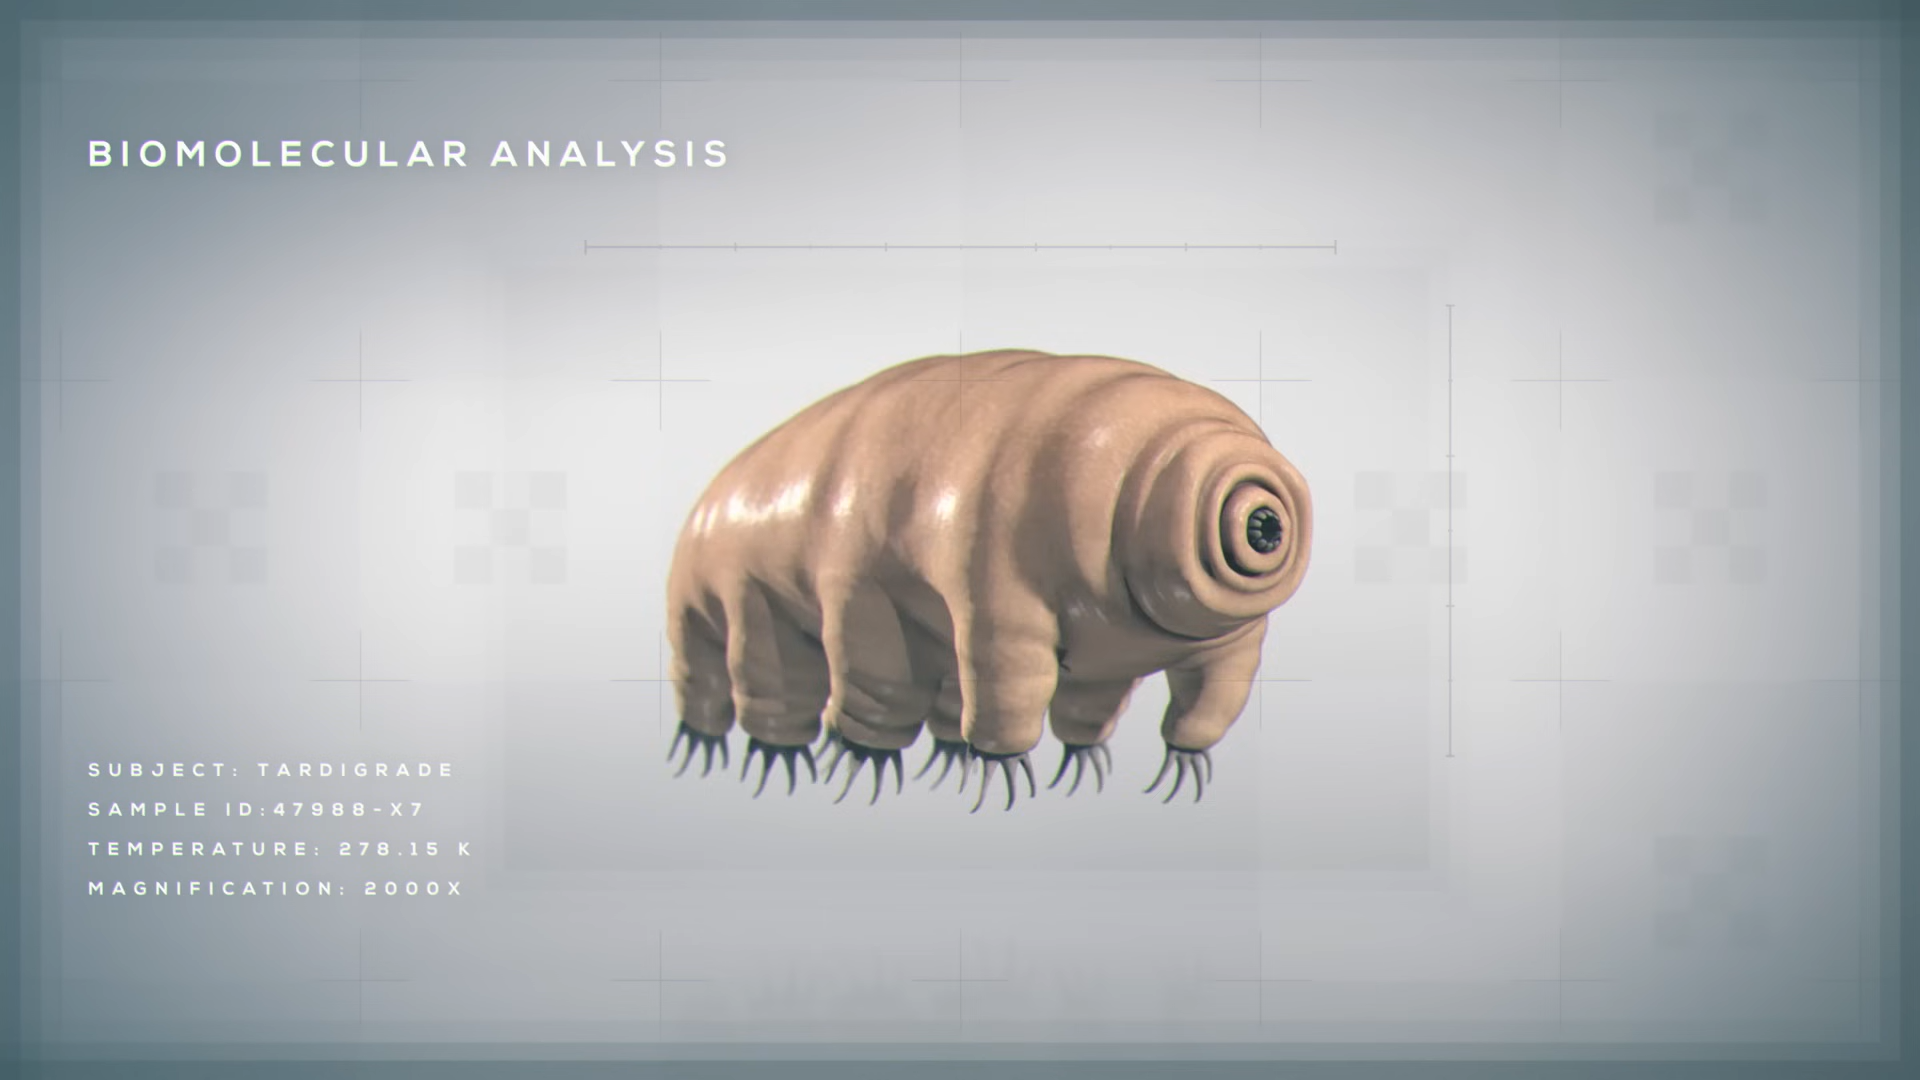 BIOMOLECULAR ANALYSIS
SUBJECT: TARDIGRADE
SAMPLE ID:47988-X7
TEMPERATURE: 278.15 K
MAGNIFICATION: 2000X